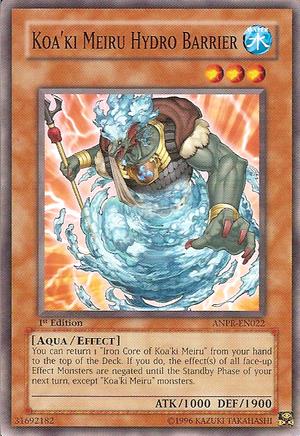 KOA'KI MEIRU HYDRO BARRIER
WATER
水
1st Edition
ANPR-EN022
[AQUA / EFFECT]
You can return 1 "Iron Core of Koa'ki Meiru" from your hand
to the top of the Deck. If you do, the effect(s) of all face-up
Effect Monsters are negated until the Standby Phase of your
next turn, except "Koa'ki Meiru" monsters.
ATK/1000 DEF/1900
31692182
©1996 KAZUKI TAKAHASHI